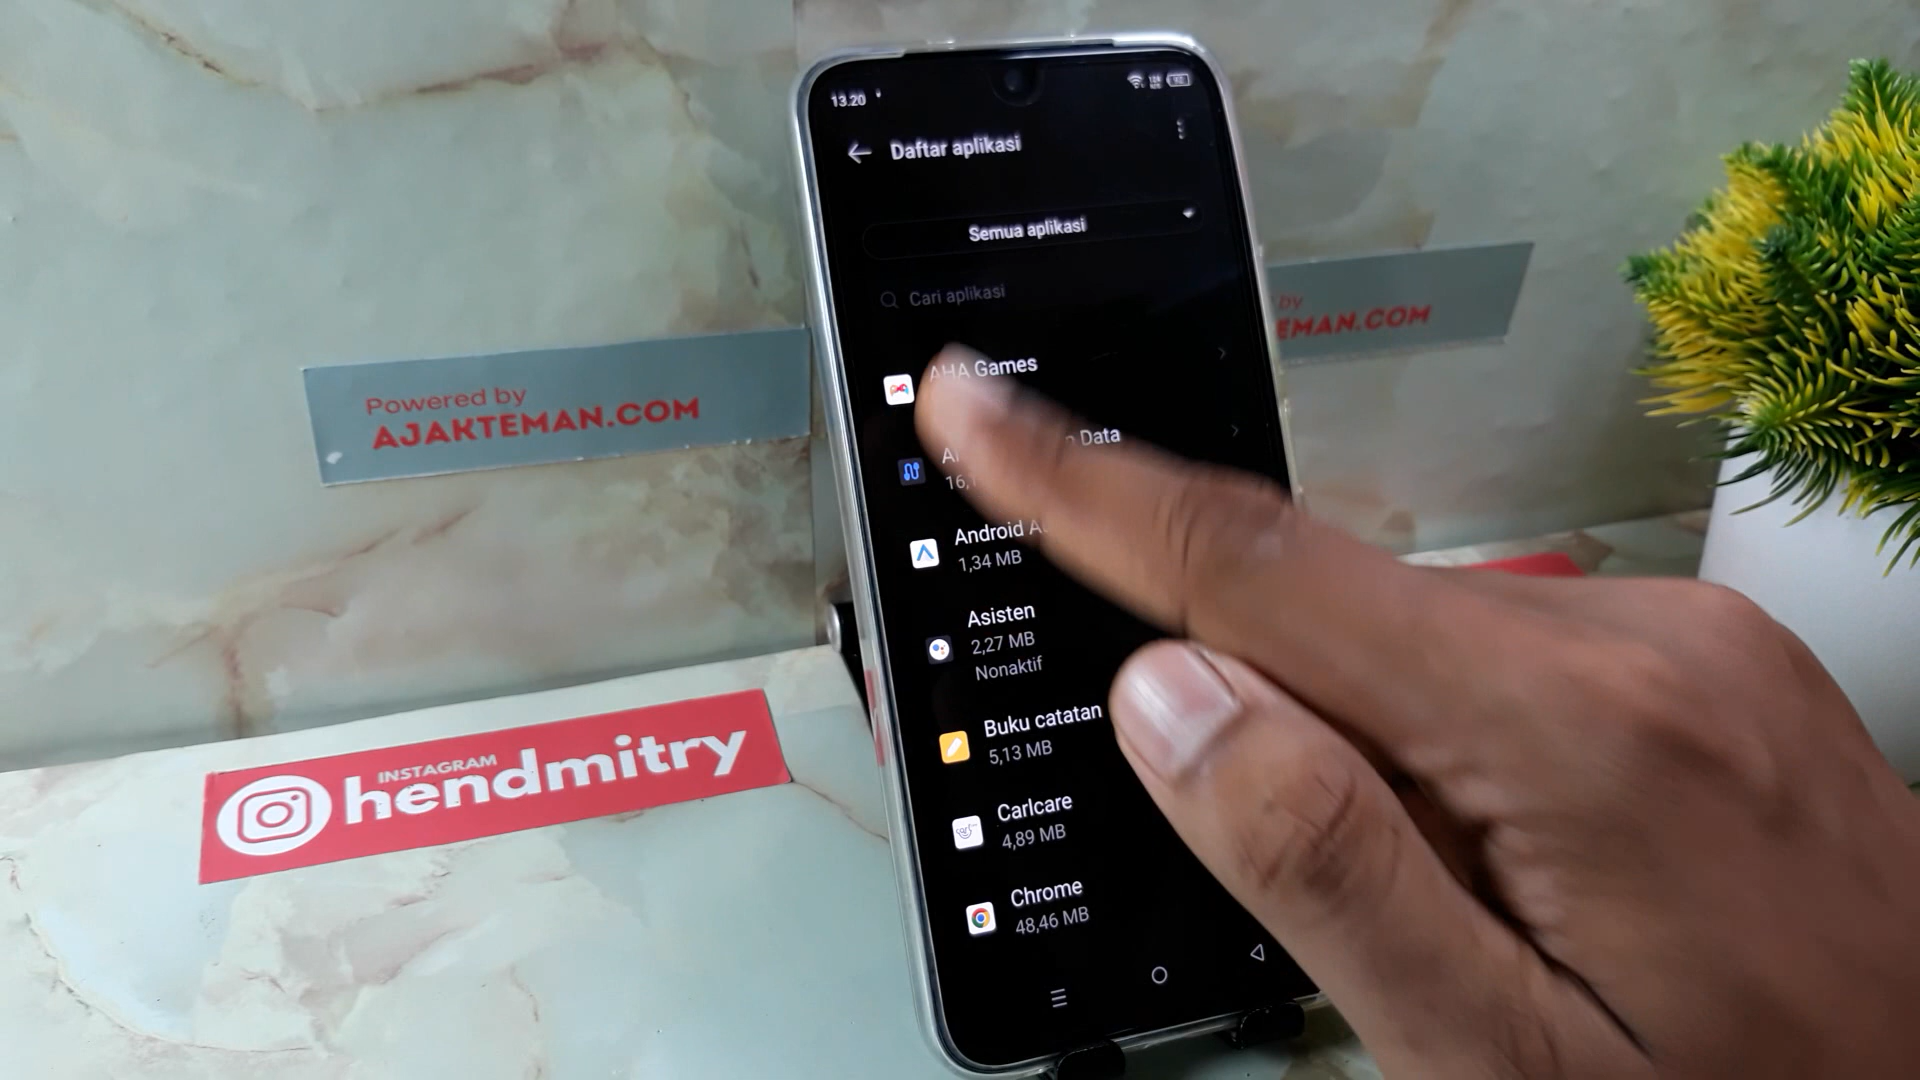 13.20
Daftar aplikasi
Semua aplikasi
Cari aplikasi
AHA Games
Data
16,1
Android A
1,34 MB
Asisten
2,27 MB
Nonaktif
Buku catatan
5,13 MB
Carlcare
4,89 MB
Chrome
48,46 MB
Powered by
AJAKTEMAN.COM
by
EMAN.COM
INSTAGRAM
hendmitry